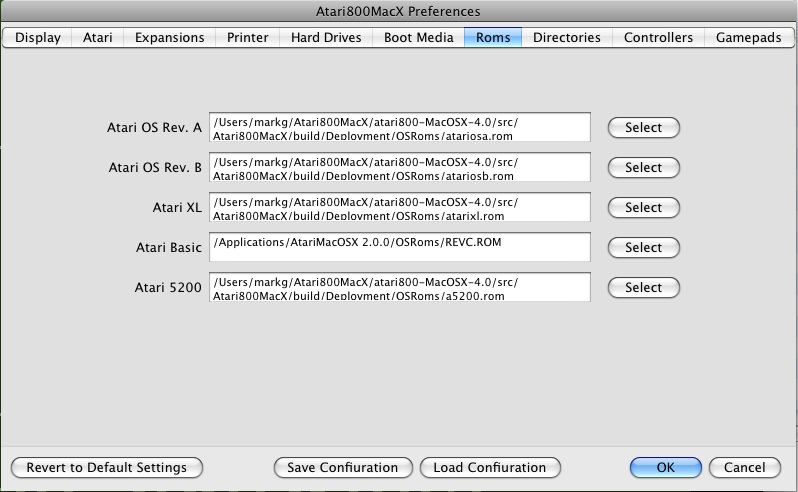 Atari800MacX Preferences
Display Atari Expansions Printer Hard Drives Boot Media Roms Directories Controllers Gamepads
Atari OS Rev. A /Users/markg/Atari800MacX/atari800-MacOSX-4.0/src/
Atari800MacX/build/Deployment/OSRoms/atariosa.rom Select
Atari OS Rev. B /Users/markg/Atari800MacX/atari800-MacOSX-4.0/src/
Atari800MacX/build/Deployment/OSRoms/atariosb.rom Select
Atari XL /Users/markg/Atari800MacX/atari800-MacOSX-4.0/src/
Atari800MacX/build/Deployment/OSRoms/atarixl.rom Select
Atari Basic /Applications/AtariMacOSX 2.0.0/OSRoms/REVC.ROM Select
Atari 5200 /Users/markg/Atari800MacX/atari800-MacOSX-4.0/src/
Atari800MacX/build/Deployment/OSRoms/a5200.rom Select
Revert to Default Settings Save Confiuration Load Confiuration OK Cancel